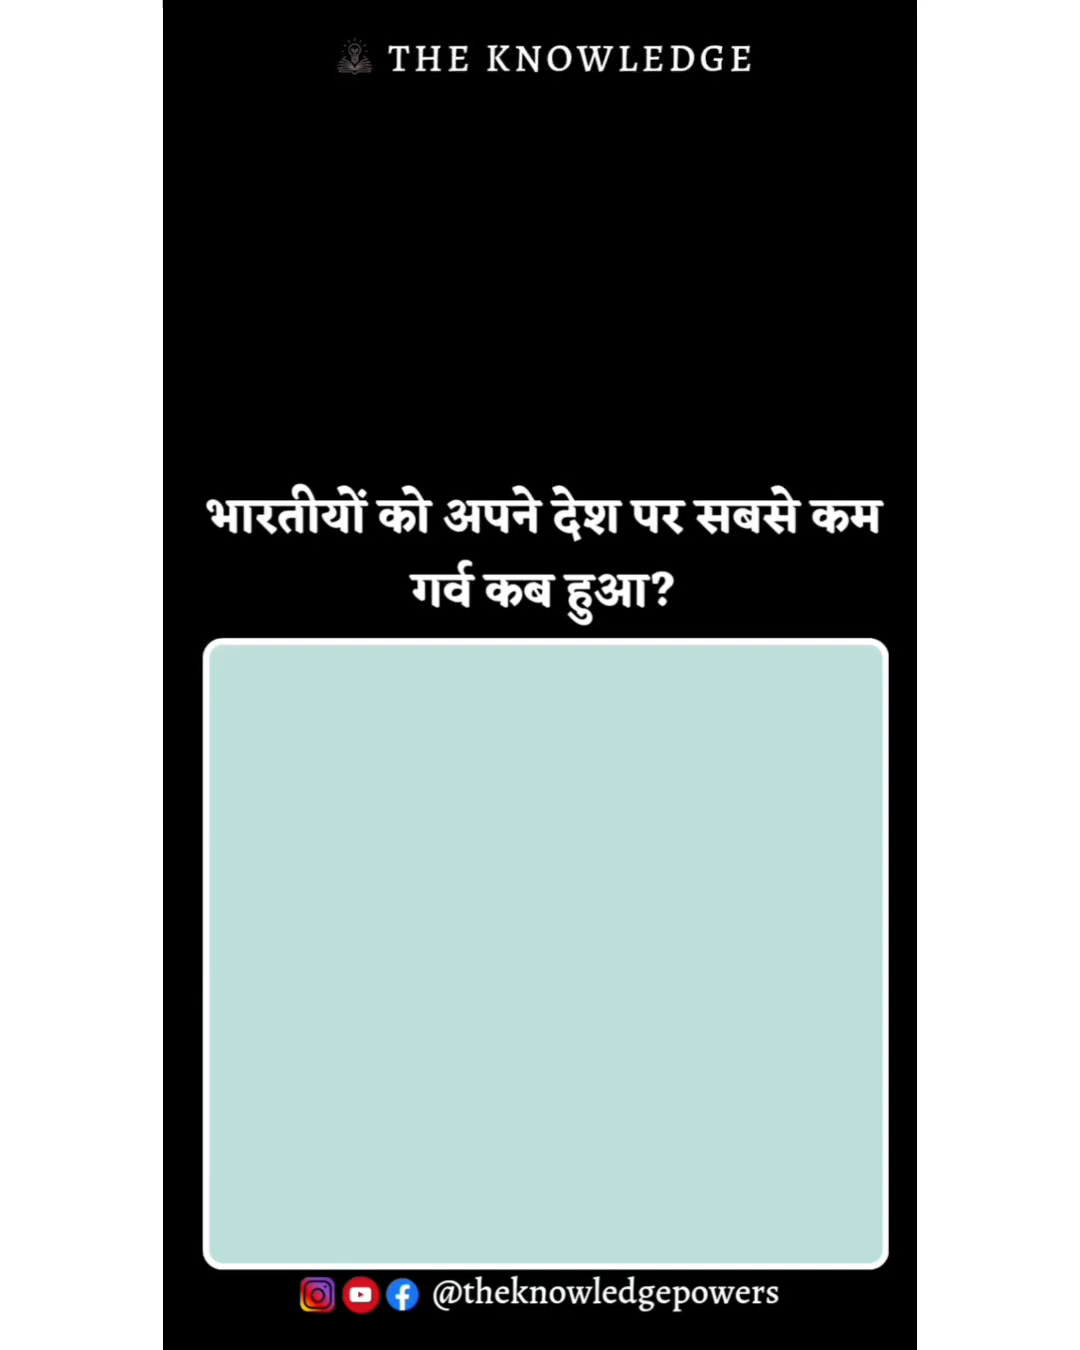 THE KNOWLEDGE
भारतीयों को अपने देश पर सबसे कम
गर्व कब हुआ?
@theknowledgepowers